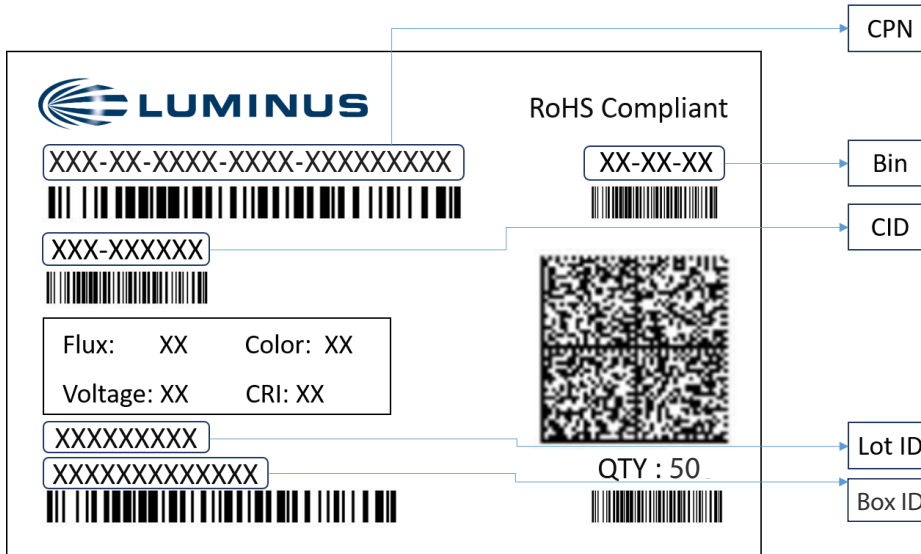 CPN
LUMINUS
RoHS Compliant
XXX-XX-XXXX-XXXX-XXXXXXXXX
XX-XX-XX
Bin
XXX-XXXXXX
CID
Flux: XX Color: XX
Voltage: XX CRI: XX
XXXXXXXXX
Lot ID
XXXXXXXXXXXXX
QTY : 50
Box ID